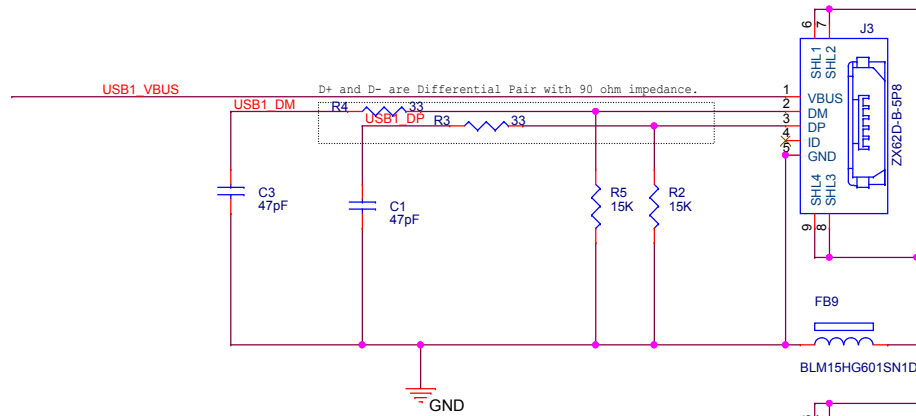 J3
6
7
SHL1
SHL2
USB1_VBUS
D+ and D- are Differential Pair with 90 ohm impedance.
1
VBUS
USB1_DM
R4
33
2
DM
USB1_DP
R3
33
3
DP
4
ID
5
GND
ZX62D-B-5P8
SHL4
SHL3
C3
47pF
C1
47pF
R5
15K
R2
15K
9
8
FB9
BLM15HG601SN1D
GND